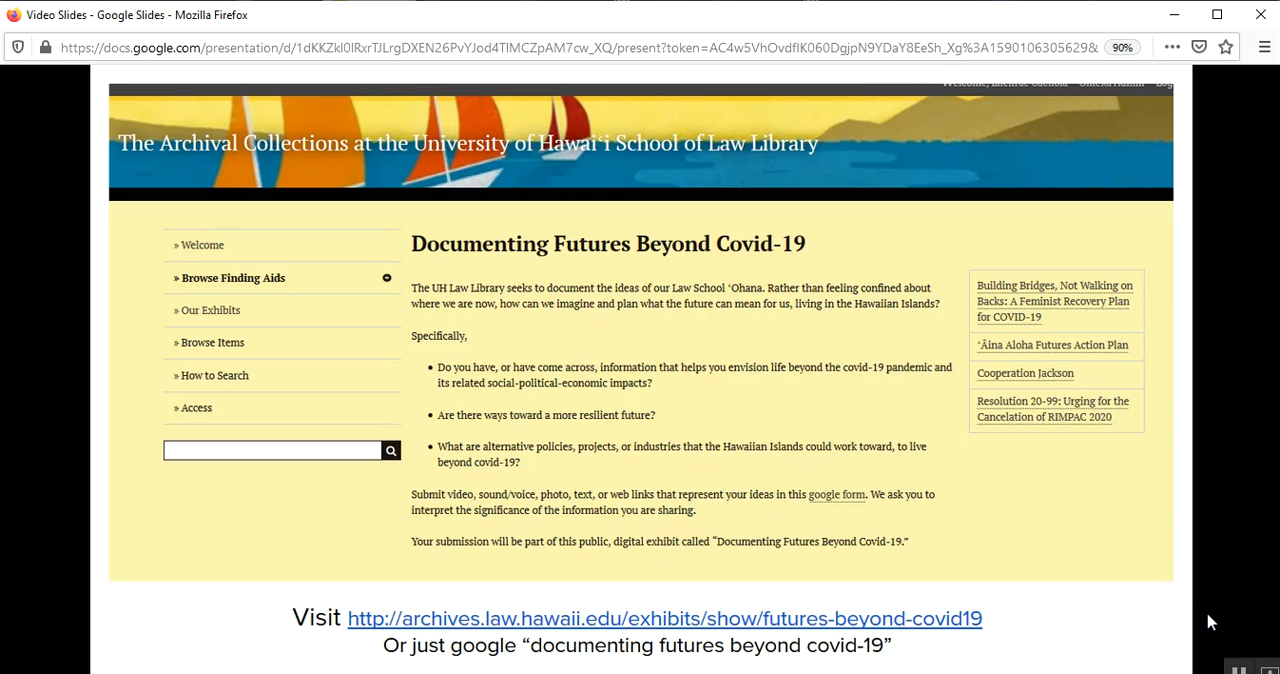 Video Slides - Google Slides - Mozilla Firefox
https://docs.google.com/presentation/d/1dKKZkI0IRxrTJLrgDXEN26PvYJod4TIMCZpAM7cw_XQ/present?token=AC4w5VhOvdfIK060DgjpN9YDaY8EeSh_Xg%3A1590106305629& 90%
The Archival Collections at the University of Hawaiʻi School of Law Library
» Welcome
» Browse Finding Aids
» Our Exhibits
» Browse Items
» How to Search
» Access
Documenting Futures Beyond Covid-19
The UH Law Library seeks to document the ideas of our Law School ʻOhana. Rather than feeling confined about
where we are now, how can we imagine and plan what the future can mean for us, living in the Hawaiian Islands?
Specifically,
• Do you have, or have come across, information that helps you envision life beyond the covid-19 pandemic and
its related social-political-economic impacts?
• Are there ways toward a more resilient future?
• What are alternative policies, projects, or industries that the Hawaiian Islands could work toward, to live
beyond covid-19?
Submit video, sound/voice, photo, text, or web links that represent your ideas in this google form. We ask you to
interpret the significance of the information you are sharing.
Your submission will be part of this public, digital exhibit called “Documenting Futures Beyond Covid-19.”
Building Bridges, Not Walking on
Backs: A Feminist Recovery Plan
for COVID-19
ʻĀina Aloha Futures Action Plan
Cooperation Jackson
Resolution 20-99: Urging for the
Cancelation of RIMPAC 2020
Visit http://archives.law.hawaii.edu/exhibits/show/futures-beyond-covid19
Or just google “documenting futures beyond covid-19”